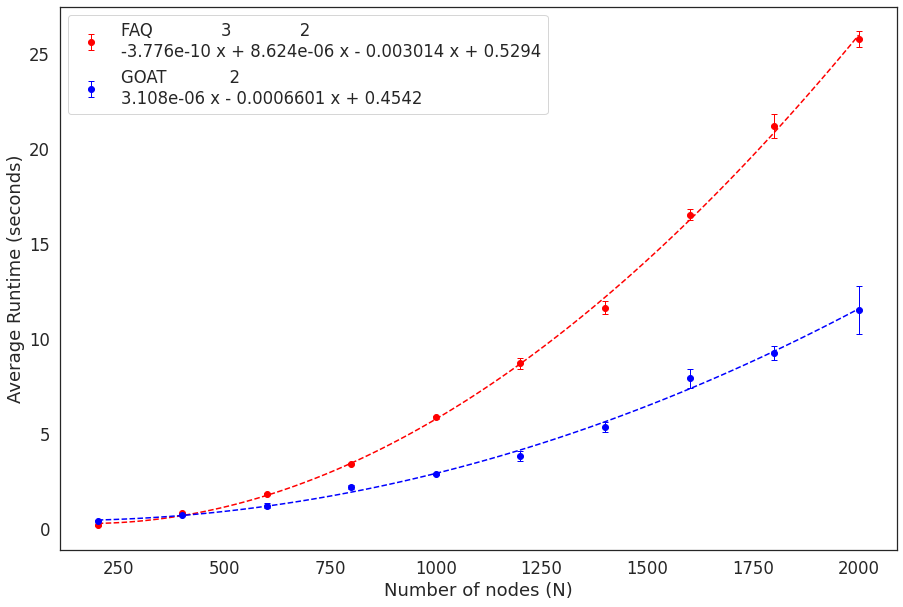 FAQ 3 2
-3.776e-10 x + 8.624e-06 x - 0.003014 x + 0.5294
GOAT 2
3.108e-06 x - 0.0006601 x + 0.4542
25
20
15
10
5
0
Average Runtime (seconds)
250 500 750 1000 1250 1500 1750 2000
Number of nodes (N)